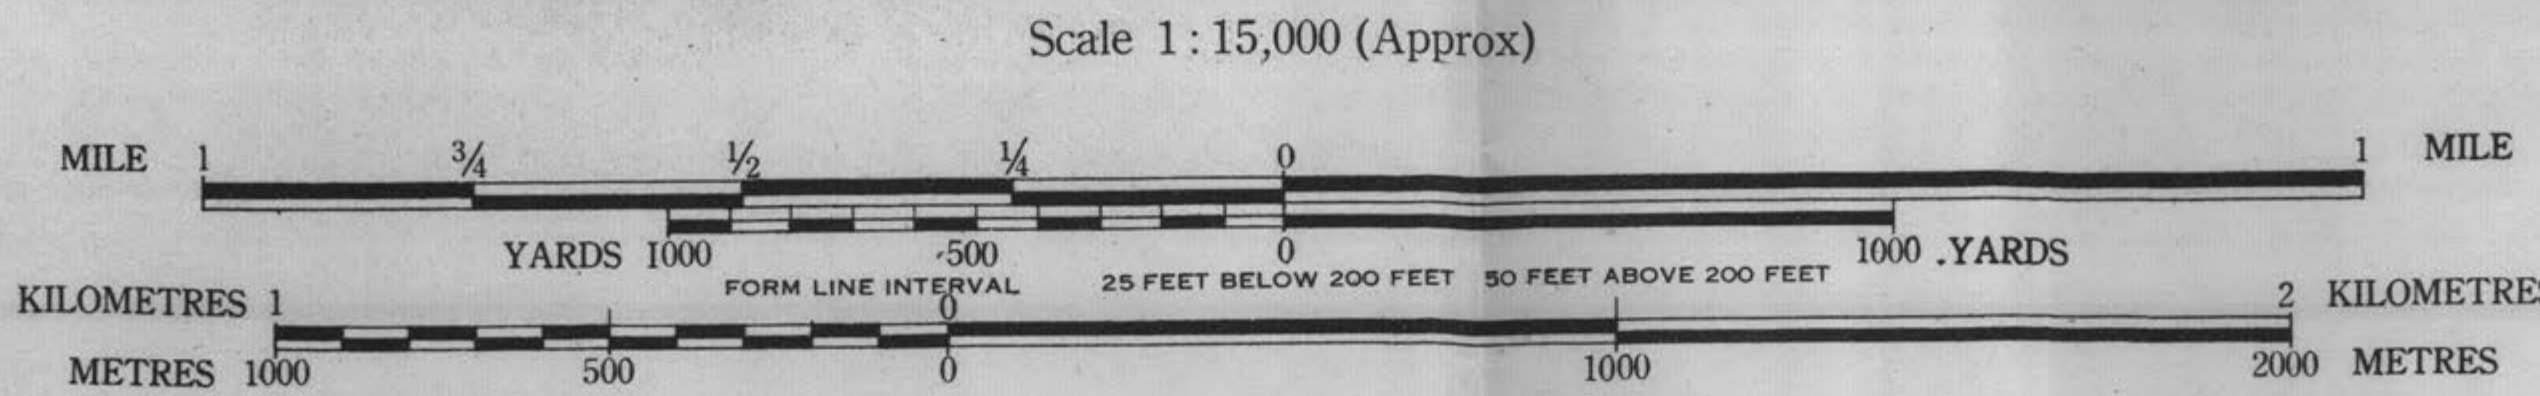 Scale 1:15,000 (Approx)
MILE 1 ¾ ½ ¼ 0 1 MILE
YARDS 1000 500 0 1000 YARDS
FORM LINE INTERVAL 25 FEET BELOW 200 FEET 50 FEET ABOVE 200 FEET
KILOMETRES 1 0 2 KILOMETRES
METRES 1000 500 0 1000 2000 METRES